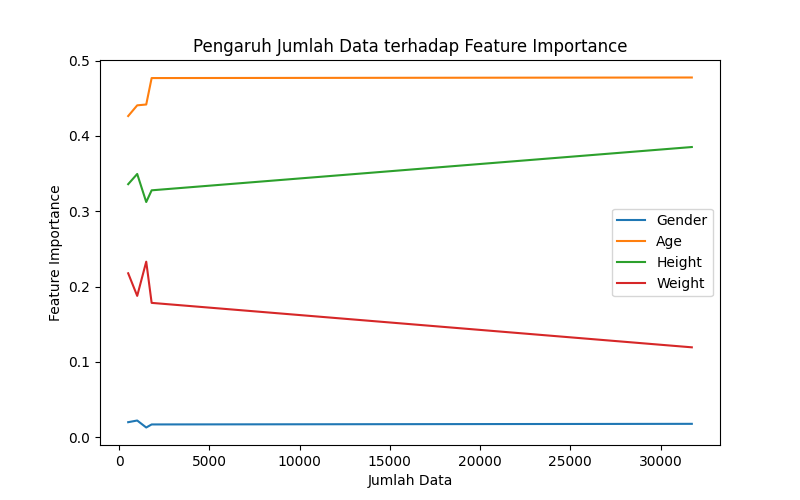 Pengaruh Jumlah Data terhadap Feature Importance
Feature Importance
0.5
0.4
0.3
0.2
0.1
0.0
Gender
Age
Height
Weight
0 5000 10000 15000 20000 25000 30000
Jumlah Data